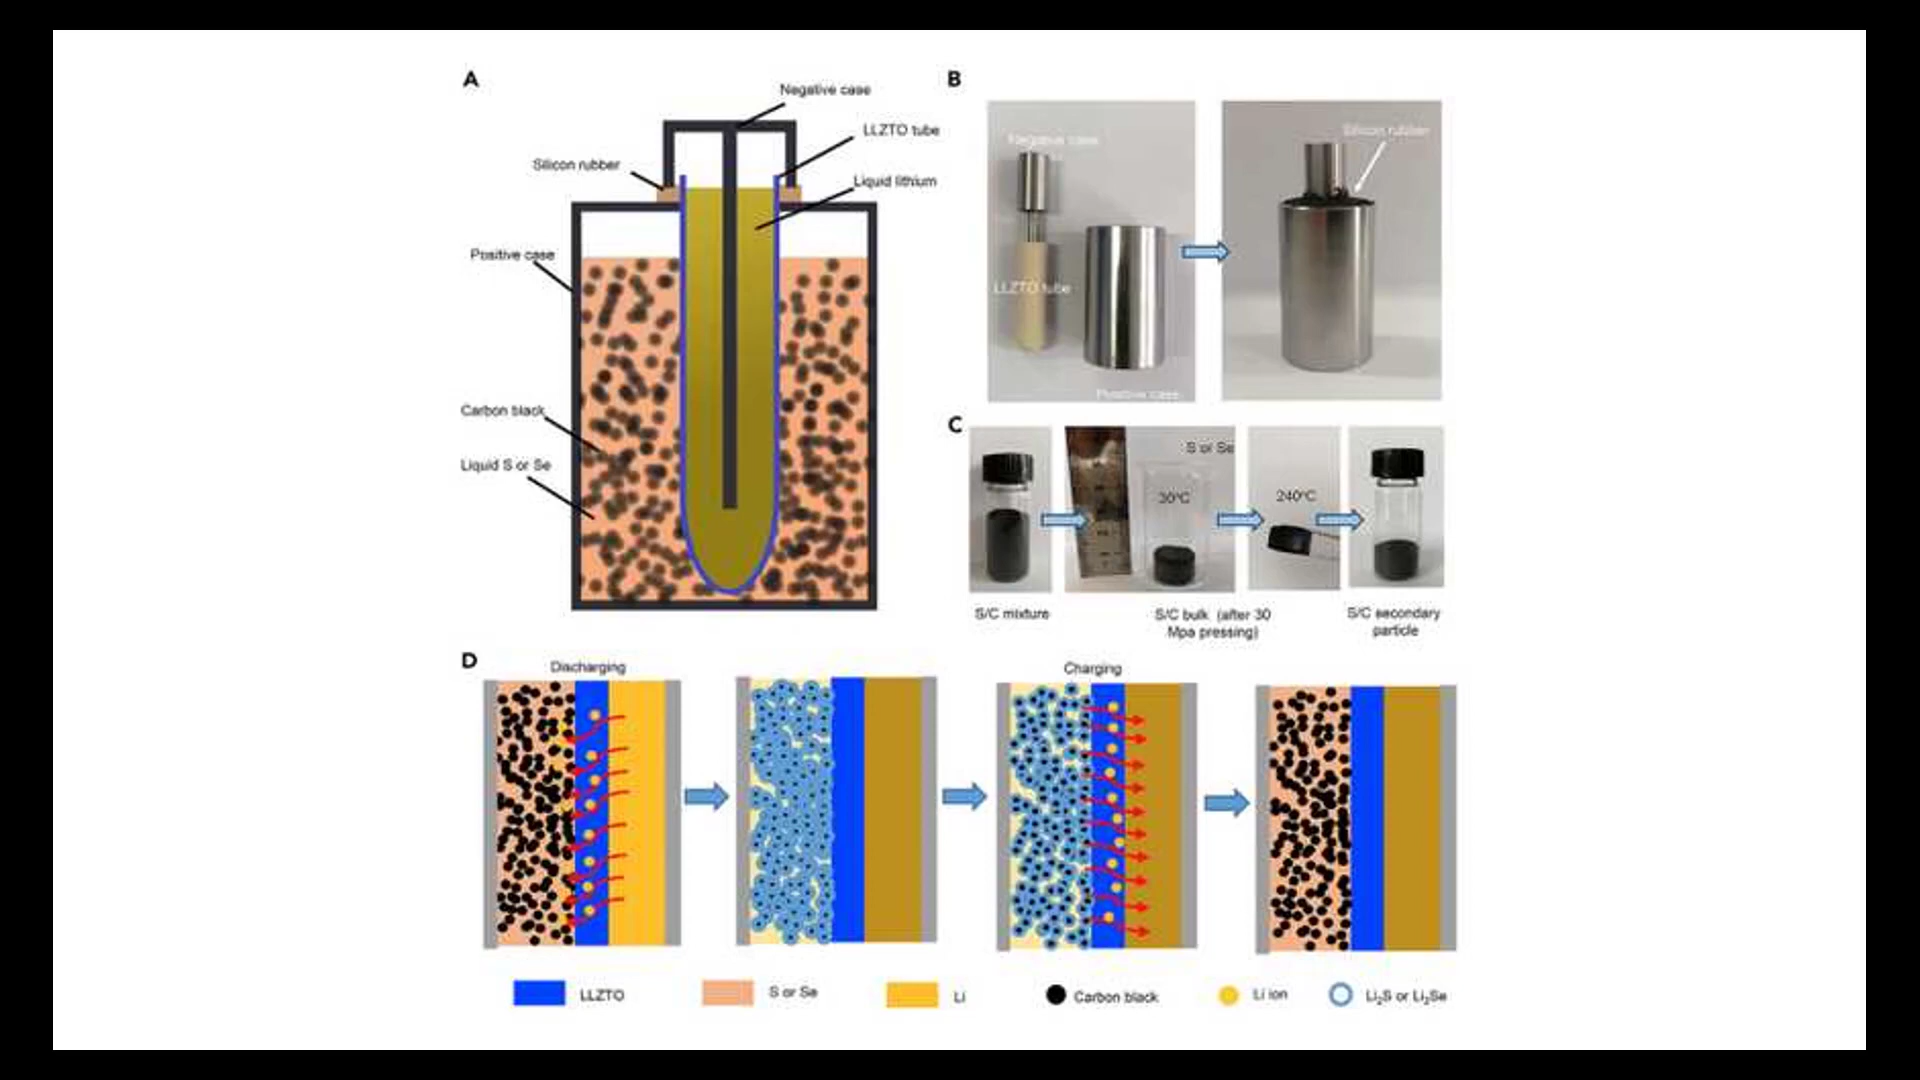 A
Negative case
LLZTO tube
Silicon rubber
Liquid lithium
Positive case
Carbon black
Liquid S or Se
B
Negative case
LLZTO tube
Positive case
Silicon rubber
C
S or Se
30°C
240°C
S/C mixture
S/C bulk (after 30
Mpa pressing)
S/C secondary
particle
D
Discharging
Charging
LLZTO
S or Se
Li
Carbon black
Li ion
Li₂S or Li₂Se